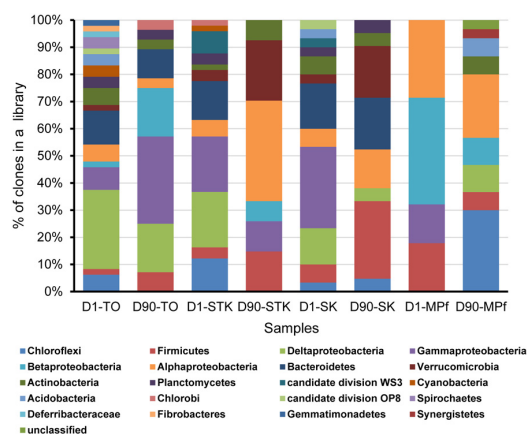 100%
90%
80%
70%
60%
50%
40%
30%
20%
10%
0%
% of clones in a library
D1-TO D90-TO D1-STK D90-STK D1-SK D90-SK D1-MPf D90-MPf
Samples
Chloroflexi Firmicutes Deltaproteobacteria Gammaproteobacteria
Betaproteobacteria Alphaproteobacteria Bacteroidetes Verrucomicrobia
Actinobacteria Planctomycetes candidate division WS3 Cyanobacteria
Acidobacteria Chlorobi candidate division OP8 Spirochaetes
Deferribacteraceae Fibrobacteres Gemmatimonadetes Synergistetes
unclassified